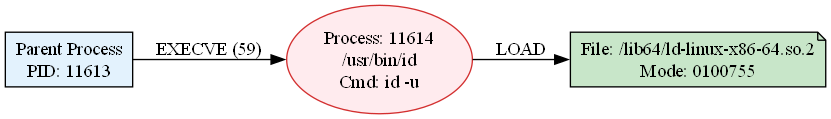 Parent Process
PID: 11613
EXECVE (59)
Process: 11614
/usr/bin/id
Cmd: id -u
LOAD
File: /lib64/ld-linux-x86-64.so.2
Mode: 0100755